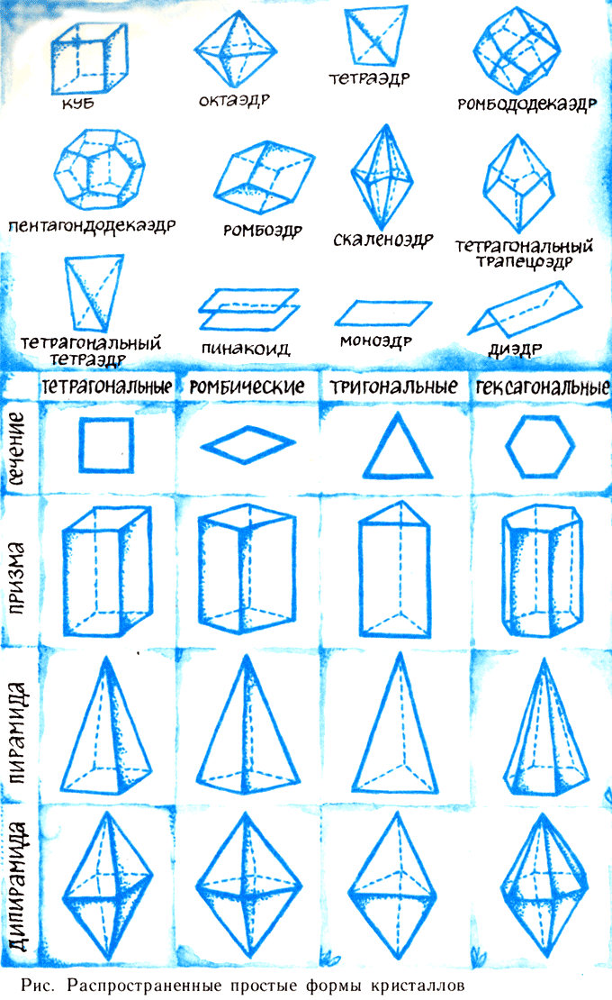 КУБ
ОКТАЭДР
ТЕТРАЭДР
РОМБОДОДЕКАЭДР
ПЕНТАГОНДОДЕКАЭДР
РОМБОЭДР
СКАЛЕНОЭДР
ТЕТРАГОНАЛЬНЫЙ
ТРАПЕЦОЭДР
ТЕТРАГОНАЛЬНЫЙ
ТЕТРАЭДР
ПИНАКОИД
МОНОЭДР
ДИЭДР
ТЕТРАГОНАЛЬНЫЕ
РОМБИЧЕСКИЕ
ТРИГОНАЛЬНЫЕ
ГЕКСАГОНАЛЬНЫЕ
СЕЧЕНИЕ
ПРИЗМА
ПИРАМИДА
ДИПИРАМИДА
Рис. Распространенные простые формы кристаллов